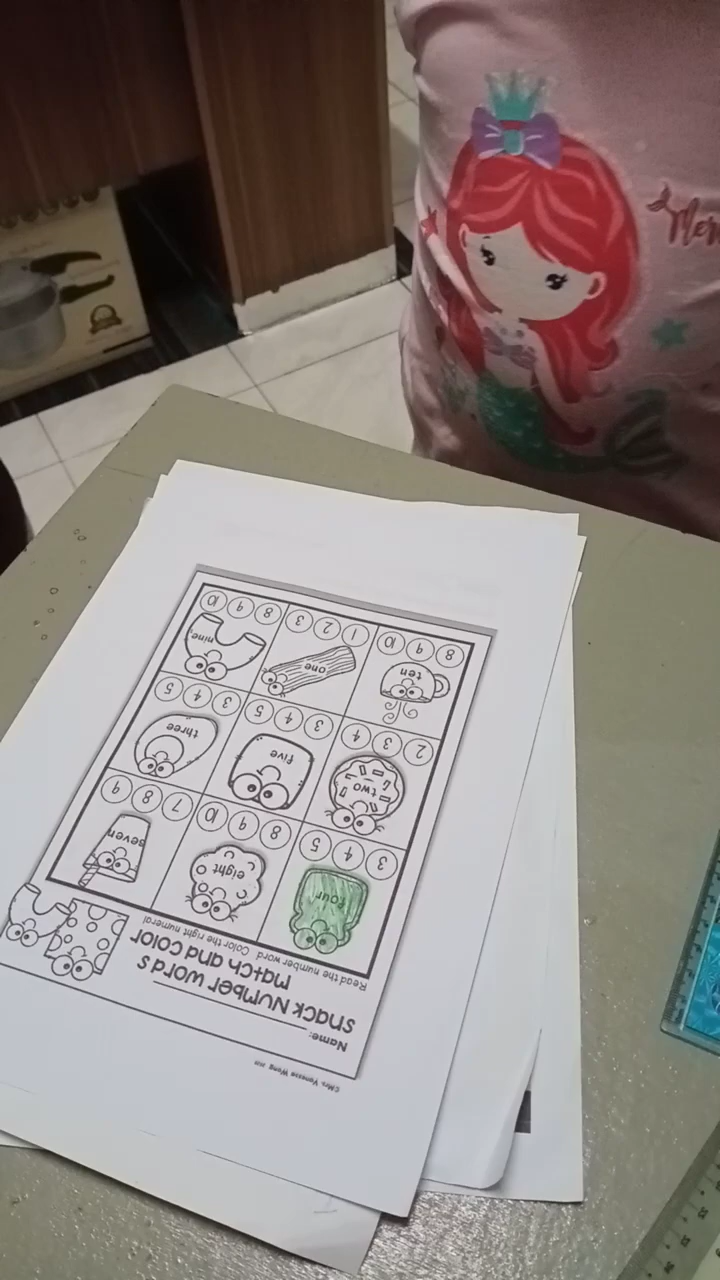 ©Mrs. Vanessa Wong
Name:
Snack Number Words
Match and Color
Read the number word. Color the right numeral
four eight seven
3 4 5 8 9 10 7 8 9
two five three
2 3 4 3 4 5 3 4 5
ten one nine
8 9 10 1 2 3 8 9 10
Mer